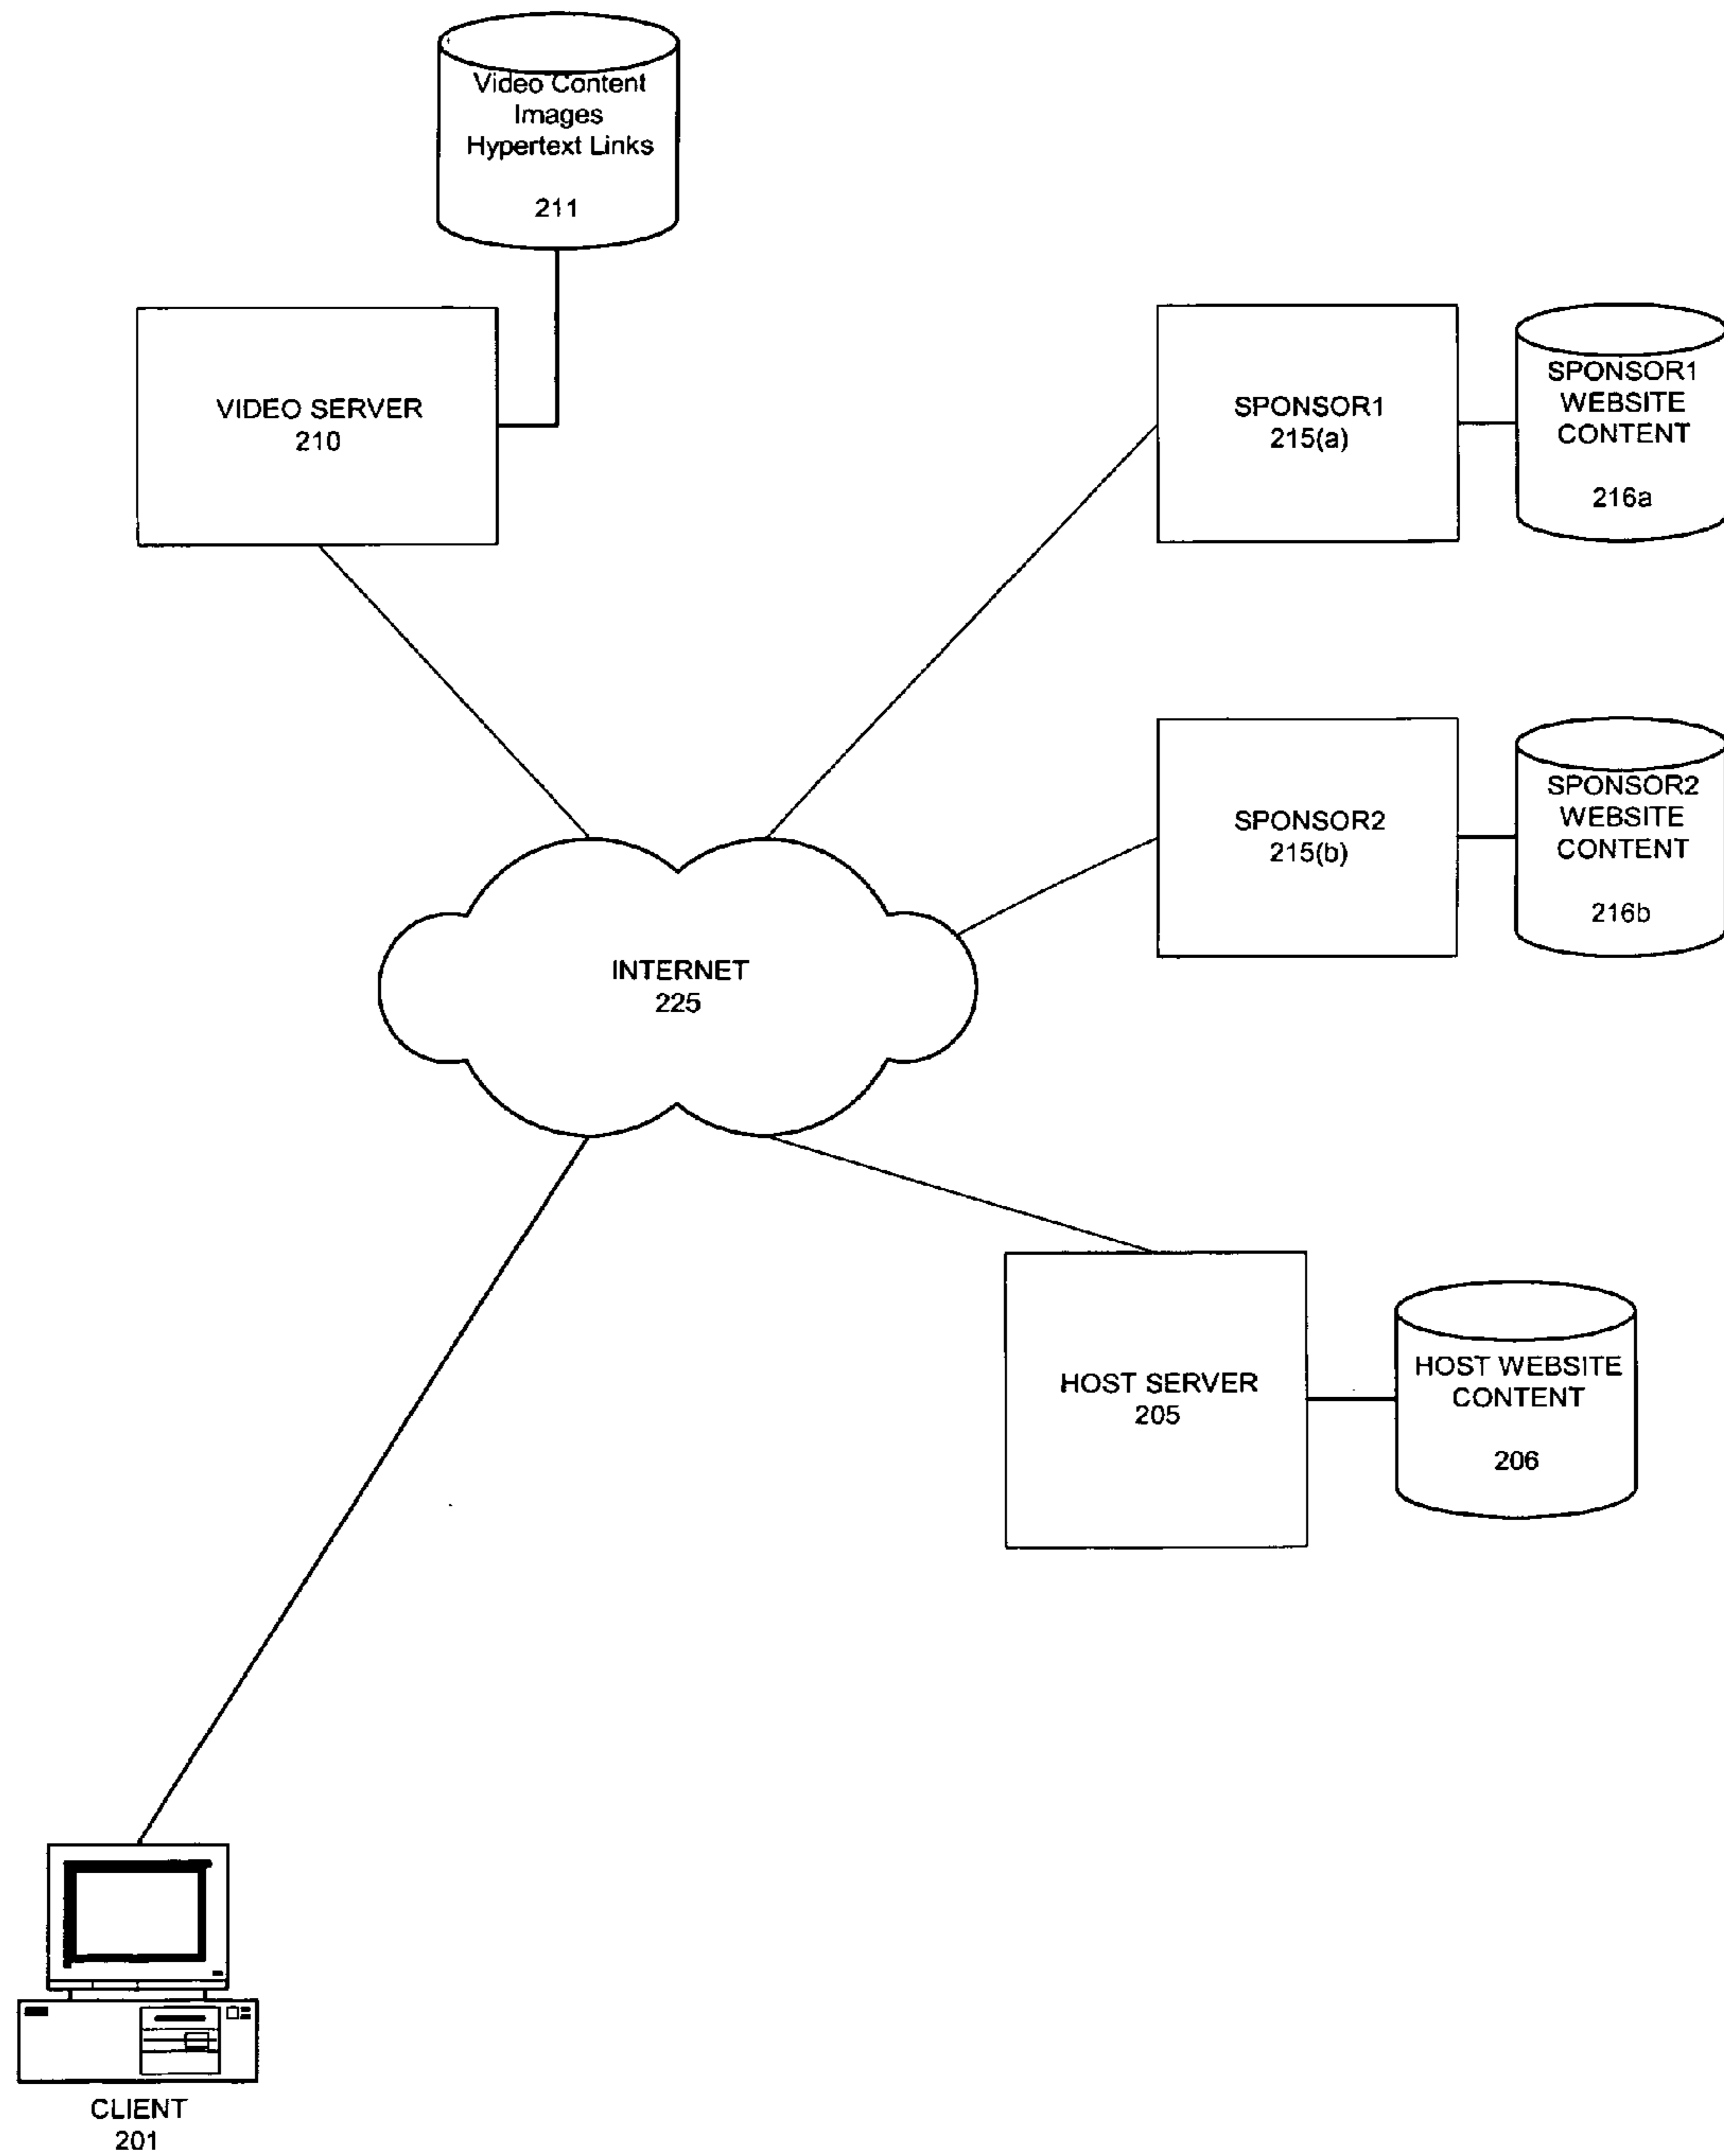 Video Content
Images
Hypertext Links
211
VIDEO SERVER
210
SPONSOR1
215(a)
SPONSOR1
WEBSITE
CONTENT
216a
SPONSOR2
215(b)
SPONSOR2
WEBSITE
CONTENT
216b
INTERNET
225
HOST SERVER
205
HOST WEBSITE
CONTENT
206
CLIENT
201